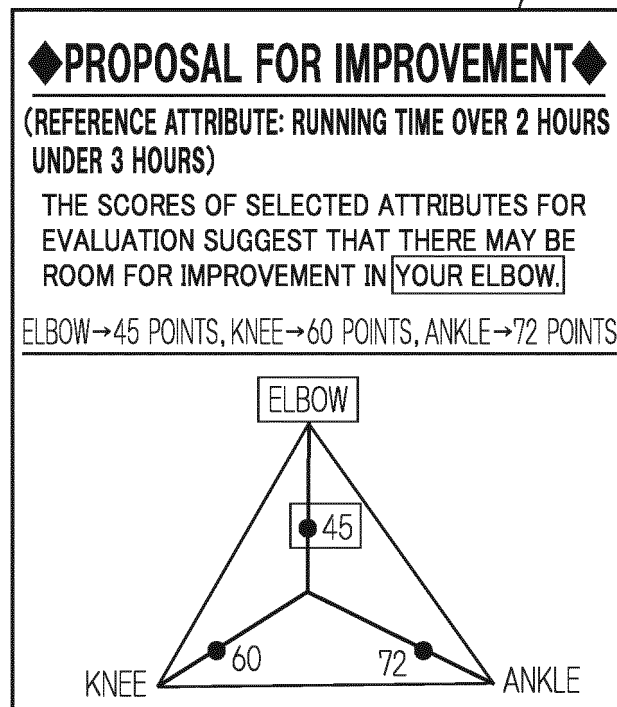 ◆PROPOSAL FOR IMPROVEMENT◆
(REFERENCE ATTRIBUTE: RUNNING TIME OVER 2 HOURS
UNDER 3 HOURS)
THE SCORES OF SELECTED ATTRIBUTES FOR
EVALUATION SUGGEST THAT THERE MAY BE
ROOM FOR IMPROVEMENT IN YOUR ELBOW.
ELBOW→45 POINTS, KNEE→60 POINTS, ANKLE→72 POINTS
ELBOW
45
60
72
KNEE
ANKLE